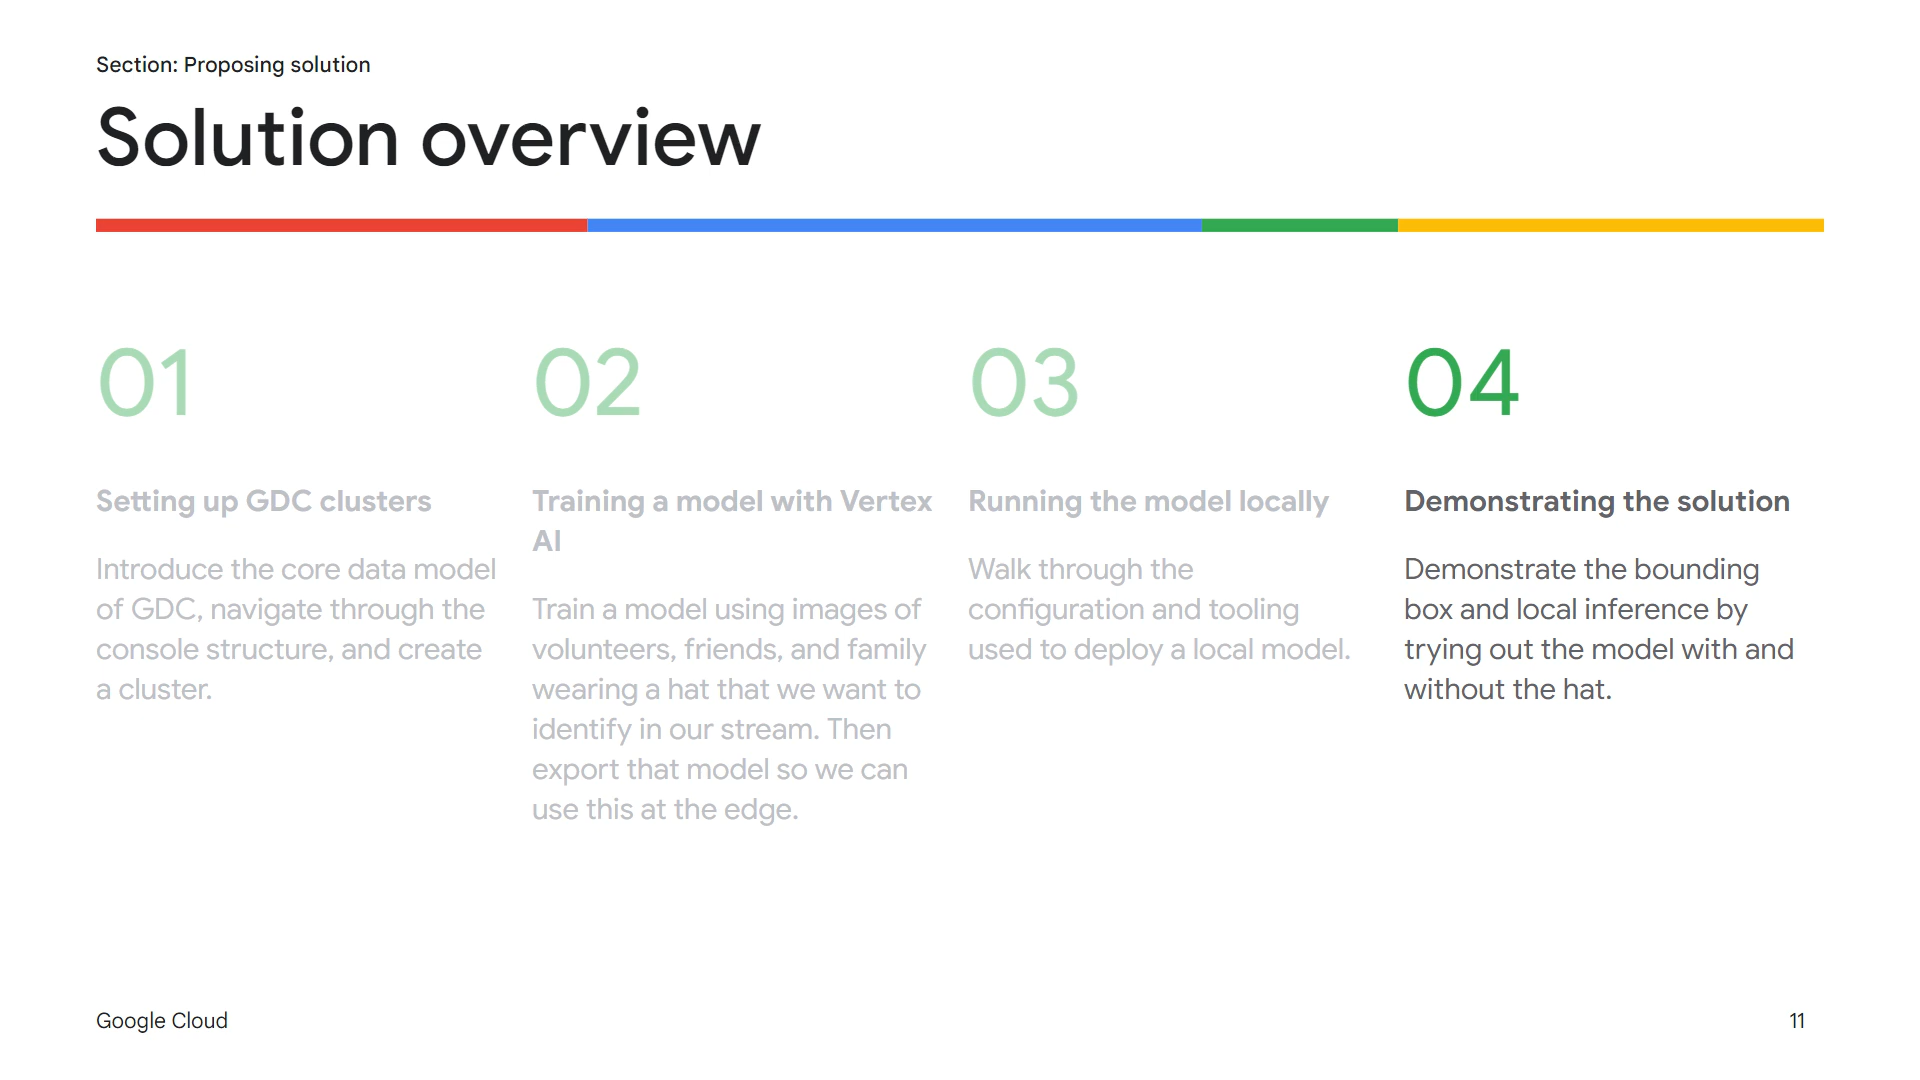 Section: Proposing solution
Solution overview
01
Setting up GDC clusters
Introduce the core data model
of GDC, navigate through the
console structure, and create
a cluster.
02
Training a model with Vertex
AI
Train a model using images of
volunteers, friends, and family
wearing a hat that we want to
identify in our stream. Then
export that model so we can
use this at the edge.
03
Running the model locally
Walk through the
configuration and tooling
used to deploy a local model.
04
Demonstrating the solution
Demonstrate the bounding
box and local inference by
trying out the model with and
without the hat.
Google Cloud
11